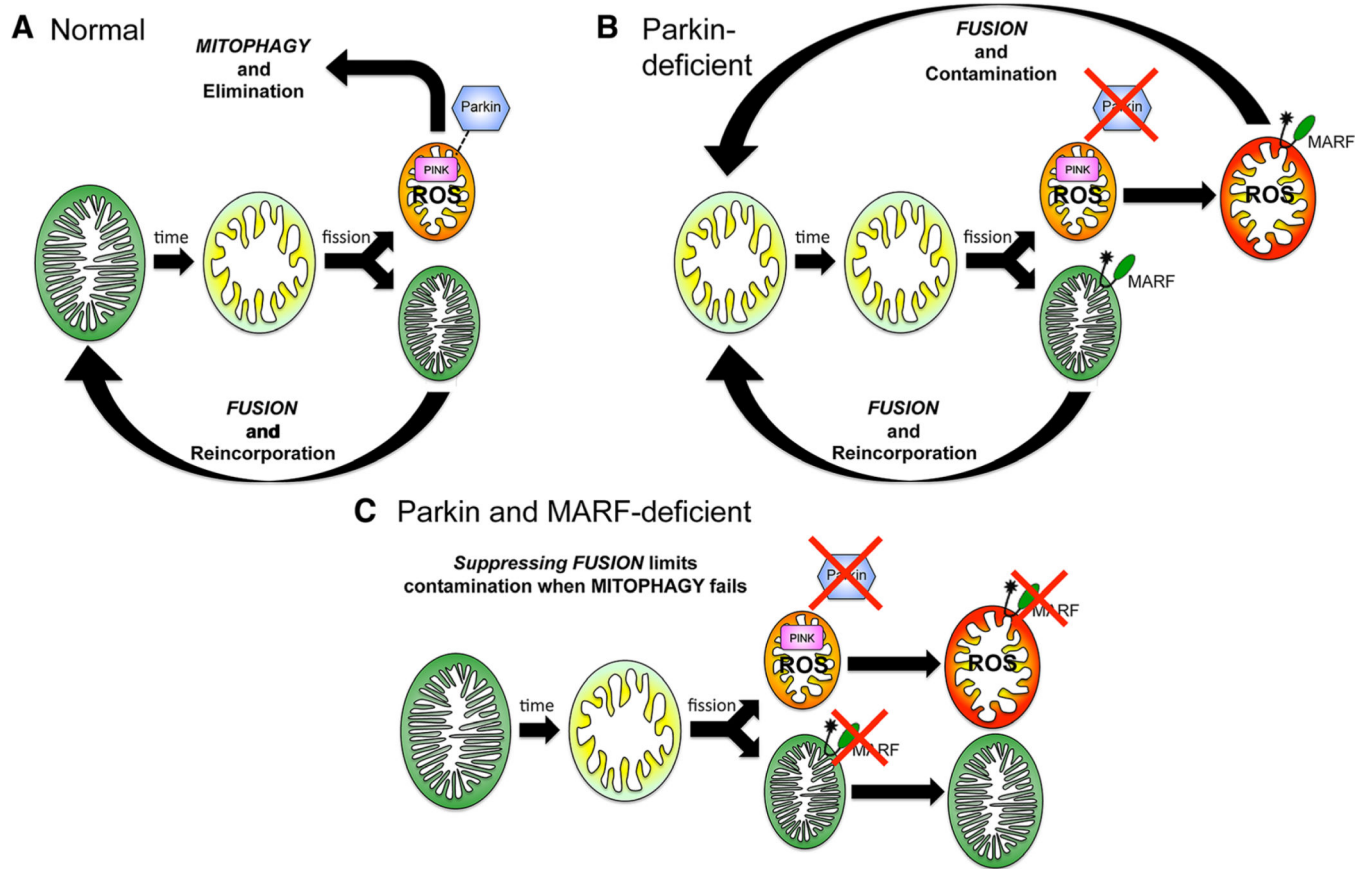 A Normal
MITOPHAGY
and
Elimination
Parkin
PINK
ROS
time
fission
FUSION
and
Reincorporation
B Parkin-
deficient
FUSION
and
Contamination
Parkin
PINK
ROS
ROS
MARF
time
fission
MARF
FUSION
and
Reincorporation
C Parkin and MARF-deficient
Suppressing FUSION limits
contamination when MITOPHAGY fails
Parkin
PINK
ROS
MARF
ROS
time
fission
MARF